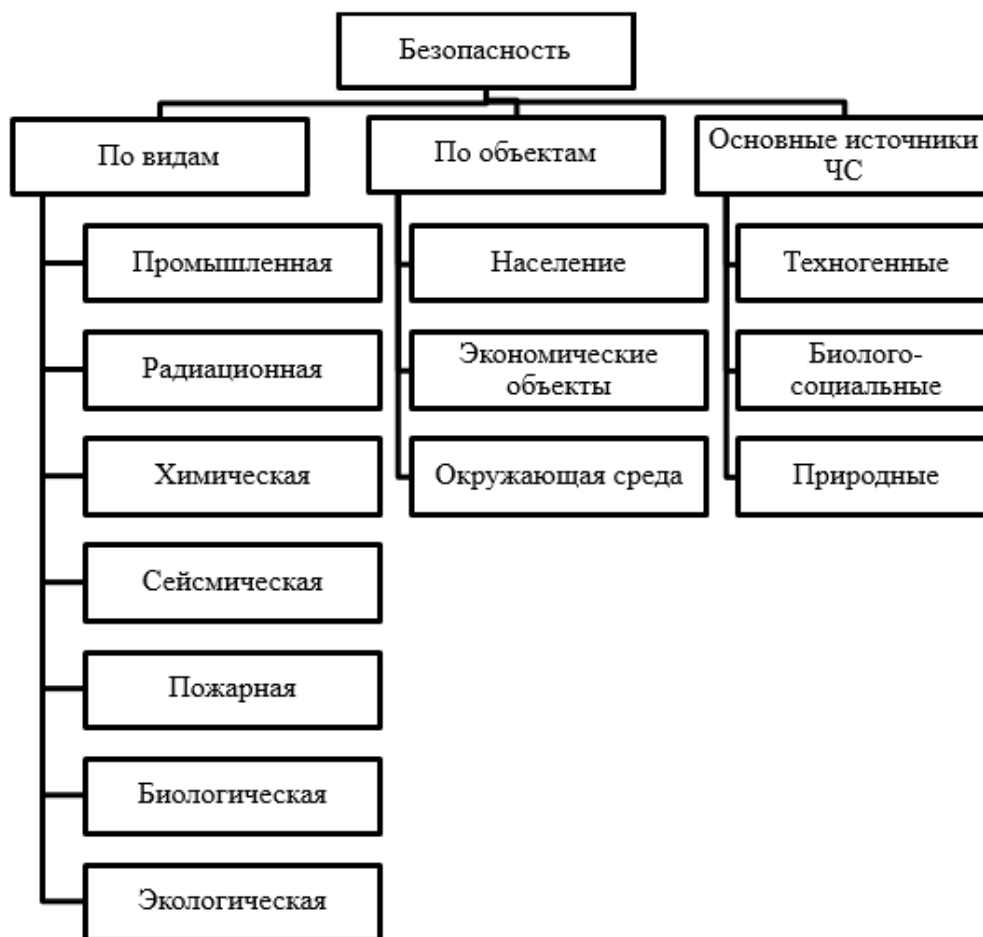 Безопасность
По видам
Промышленная
Радиационная
Химическая
Сейсмическая
Пожарная
Биологическая
Экологическая
По объектам
Население
Экономические
объекты
Окружающая среда
Основные источники
ЧС
Техногенные
Биолого-
социальные
Природные